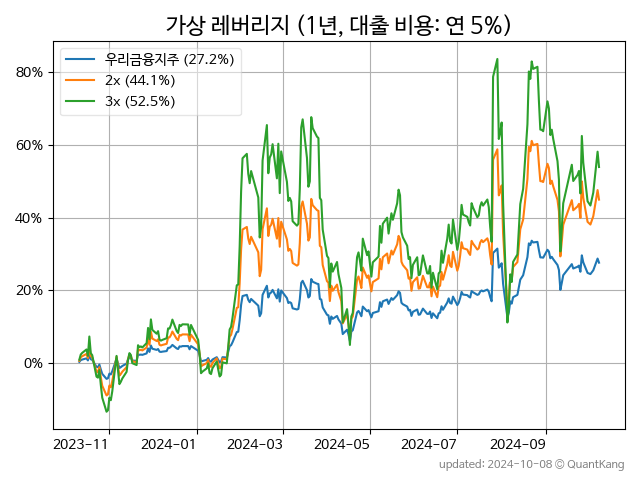 가상 레버리지 (1년, 대출 비용: 연 5%)
우리금융지주 (27.2%)
2x (44.1%)
3x (52.5%)
80%
60%
40%
20%
0%
2023-11 2024-01 2024-03 2024-05 2024-07 2024-09
updated: 2024-10-08 © QuantKang